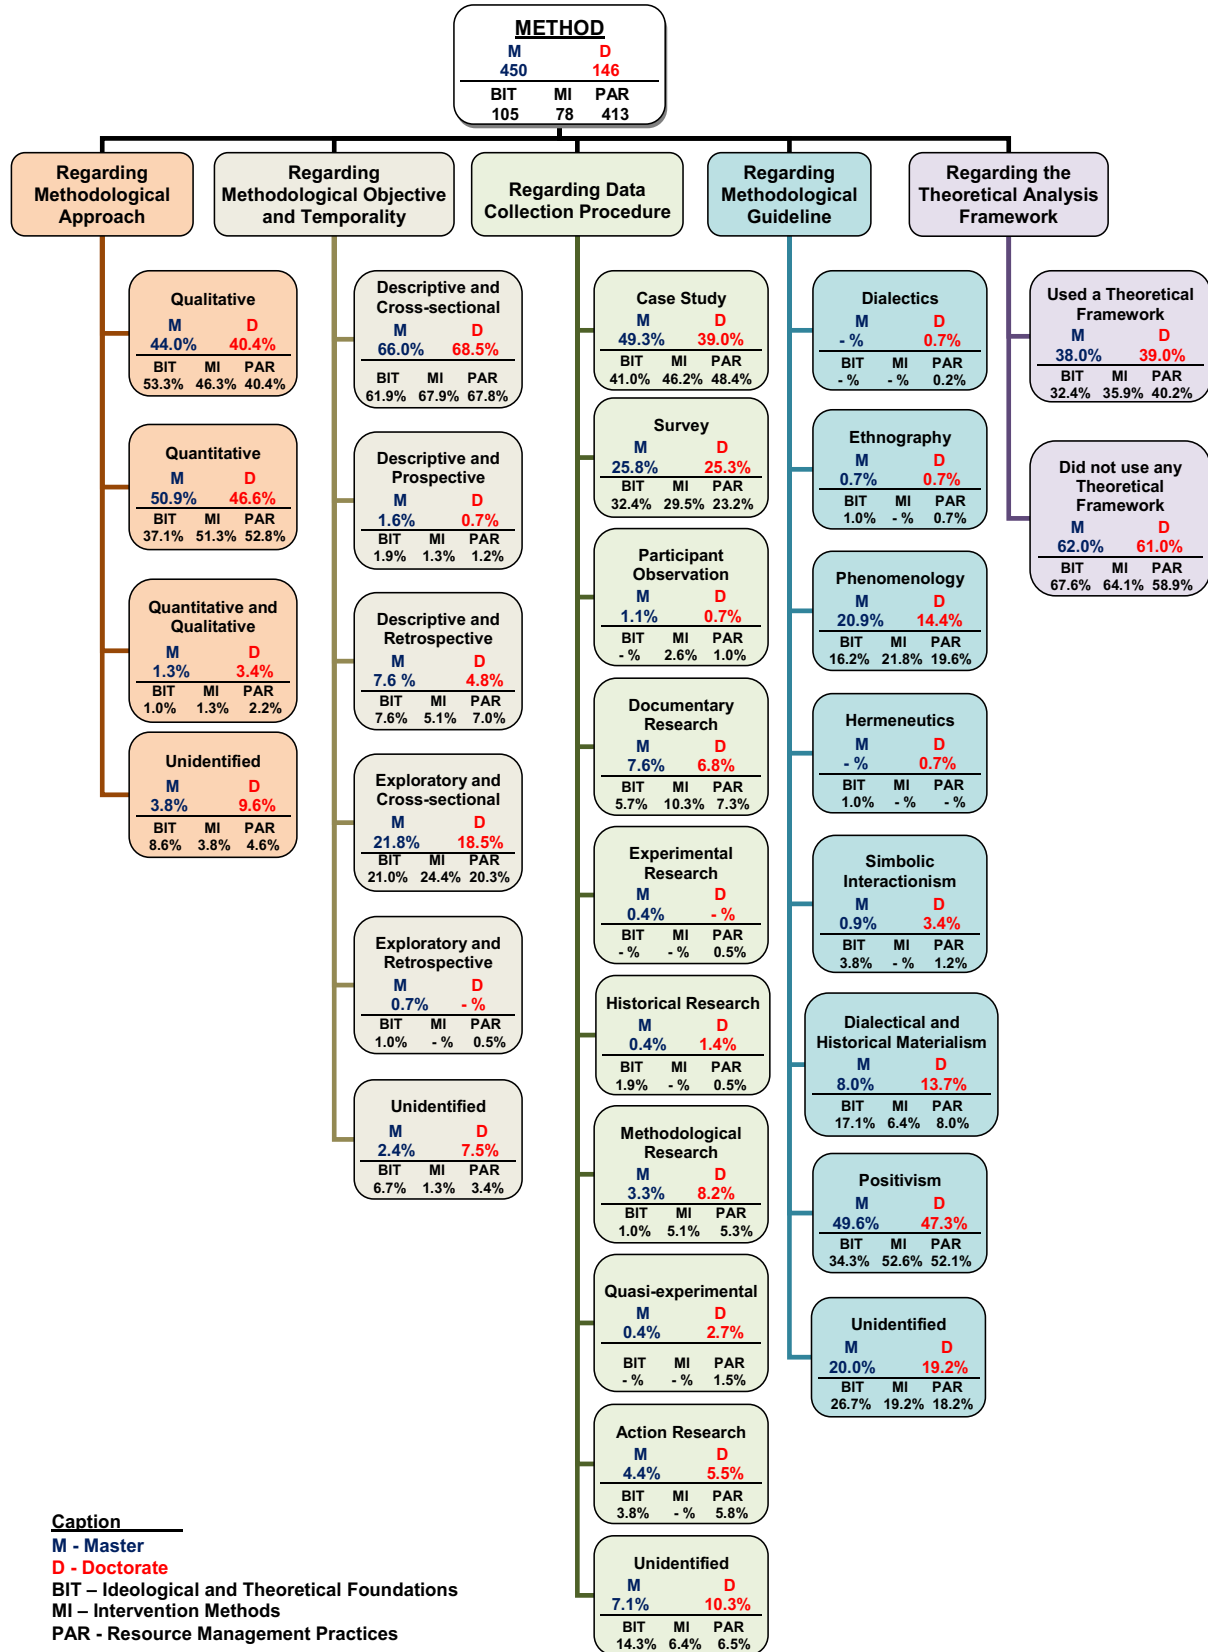 METHOD
M D
450 146
BIT MI PAR
105 78 413
Regarding
Methodological
Approach
Qualitative
M D
44.0% 40.4%
BIT MI PAR
53.3% 46.3% 40.4%
Quantitative
M D
50.9% 46.6%
BIT MI PAR
37.1% 51.3% 52.8%
Quantitative and
Qualitative
M D
1.3% 3.4%
BIT MI PAR
1.0% 1.3% 2.2%
Unidentified
M D
3.8% 9.6%
BIT MI PAR
8.6% 3.8% 4.6%
Regarding
Methodological Objective
and Temporality
Descriptive and
Cross-sectional
M D
66.0% 68.5%
BIT MI PAR
61.9% 67.9% 67.8%
Descriptive and
Prospective
M D
1.6% 0.7%
BIT MI PAR
1.9% 1.3% 1.2%
Descriptive and
Retrospective
M D
7.6 % 4.8%
BIT MI PAR
7.6% 5.1% 7.0%
Exploratory and
Cross-sectional
M D
21.8% 18.5%
BIT MI PAR
21.0% 24.4% 20.3%
Exploratory and
Retrospective
M D
0.7% - %
BIT MI PAR
1.0% - % 0.5%
Unidentified
M D
2.4% 7.5%
BIT MI PAR
6.7% 1.3% 3.4%
Regarding Data
Collection Procedure
Case Study
M D
49.3% 39.0%
BIT MI PAR
41.0% 46.2% 48.4%
Survey
M D
25.8% 25.3%
BIT MI PAR
32.4% 29.5% 23.2%
Participant
Observation
M D
1.1% 0.7%
BIT MI PAR
- % 2.6% 1.0%
Documentary
Research
M D
7.6% 6.8%
BIT MI PAR
5.7% 10.3% 7.3%
Experimental
Research
M D
0.4% - %
BIT MI PAR
- % - % 0.5%
Historical Research
M D
0.4% 1.4%
BIT MI PAR
1.9% - % 0.5%
Methodological
Research
M D
3.3% 8.2%
BIT MI PAR
1.0% 5.1% 5.3%
Quasi-experimental
M D
0.4% 2.7%
BIT MI PAR
- % - % 1.5%
Action Research
M D
4.4% 5.5%
BIT MI PAR
3.8% - % 5.8%
Unidentified
M D
7.1% 10.3%
BIT MI PAR
14.3% 6.4% 6.5%
Regarding
Methodological
Guideline
Dialectics
M D
- % 0.7%
BIT MI PAR
- % - % 0.2%
Ethnography
M D
0.7% 0.7%
BIT MI PAR
1.0% - % 0.7%
Phenomenology
M D
20.9% 14.4%
BIT MI PAR
16.2% 21.8% 19.6%
Hermeneutics
M D
- % 0.7%
BIT MI PAR
1.0% - % - %
Simbolic
Interactionism
M D
0.9% 3.4%
BIT MI PAR
3.8% - % 1.2%
Dialectical and
Historical Materialism
M D
8.0% 13.7%
BIT MI PAR
17.1% 6.4% 8.0%
Positivism
M D
49.6% 47.3%
BIT MI PAR
34.3% 52.6% 52.1%
Unidentified
M D
20.0% 19.2%
BIT MI PAR
26.7% 19.2% 18.2%
Regarding the
Theoretical Analysis
Framework
Used a Theoretical
Framework
M D
38.0% 39.0%
BIT MI PAR
32.4% 35.9% 40.2%
Did not use any
Theoretical
Framework
M D
62.0% 61.0%
BIT MI PAR
67.6% 64.1% 58.9%
Caption
M - Master
D - Doctorate
BIT – Ideological and Theoretical Foundations
MI – Intervention Methods
PAR - Resource Management Practices